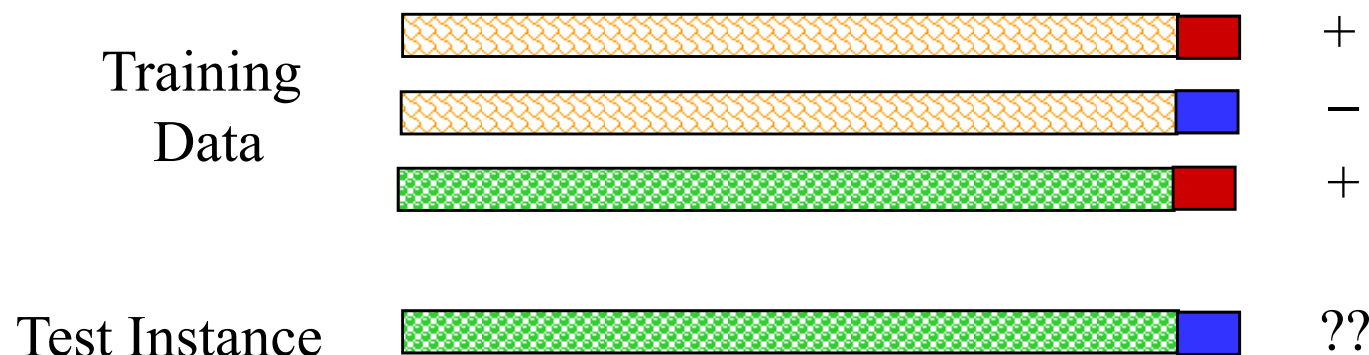 +
Training
−
Data
+
Test Instance ??